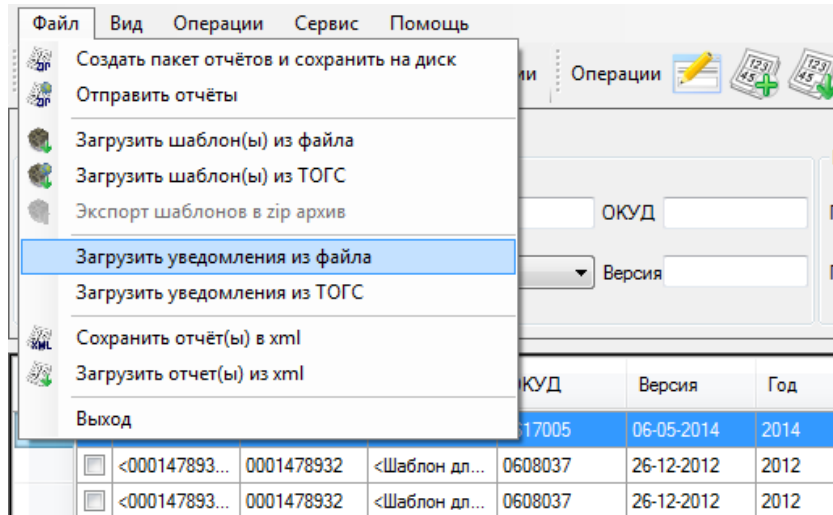 Файл Вид Операции Сервис Помощь
Создать пакет отчётов и сохранить на диск
Отправить отчёты
Операции
Загрузить шаблон(ы) из файла
Загрузить шаблон(ы) из ТОГС
Экспорт шаблонов в zip архив
ОКУД
Загрузить уведомления из файла
Версия
Загрузить уведомления из ТОГС
Сохранить отчёт(ы) в xml
Загрузить отчет(ы) из xml
Выход
КУД Версия Год
17005 06-05-2014 2014
<000147893... 0001478932 <Шаблон дл... 0608037 26-12-2012 2012
<000147893... 0001478932 <Шаблон дл... 0608037 26-12-2012 2012